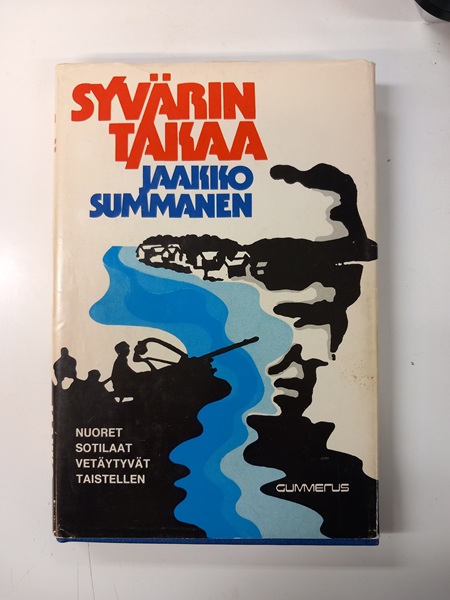 SYVÄRIN
TAKAA
JAAKKO
SUMMANEN
NUORET
SOTILAAT
VETÄYTYVÄT
TAISTELLEN
GUMMERUS